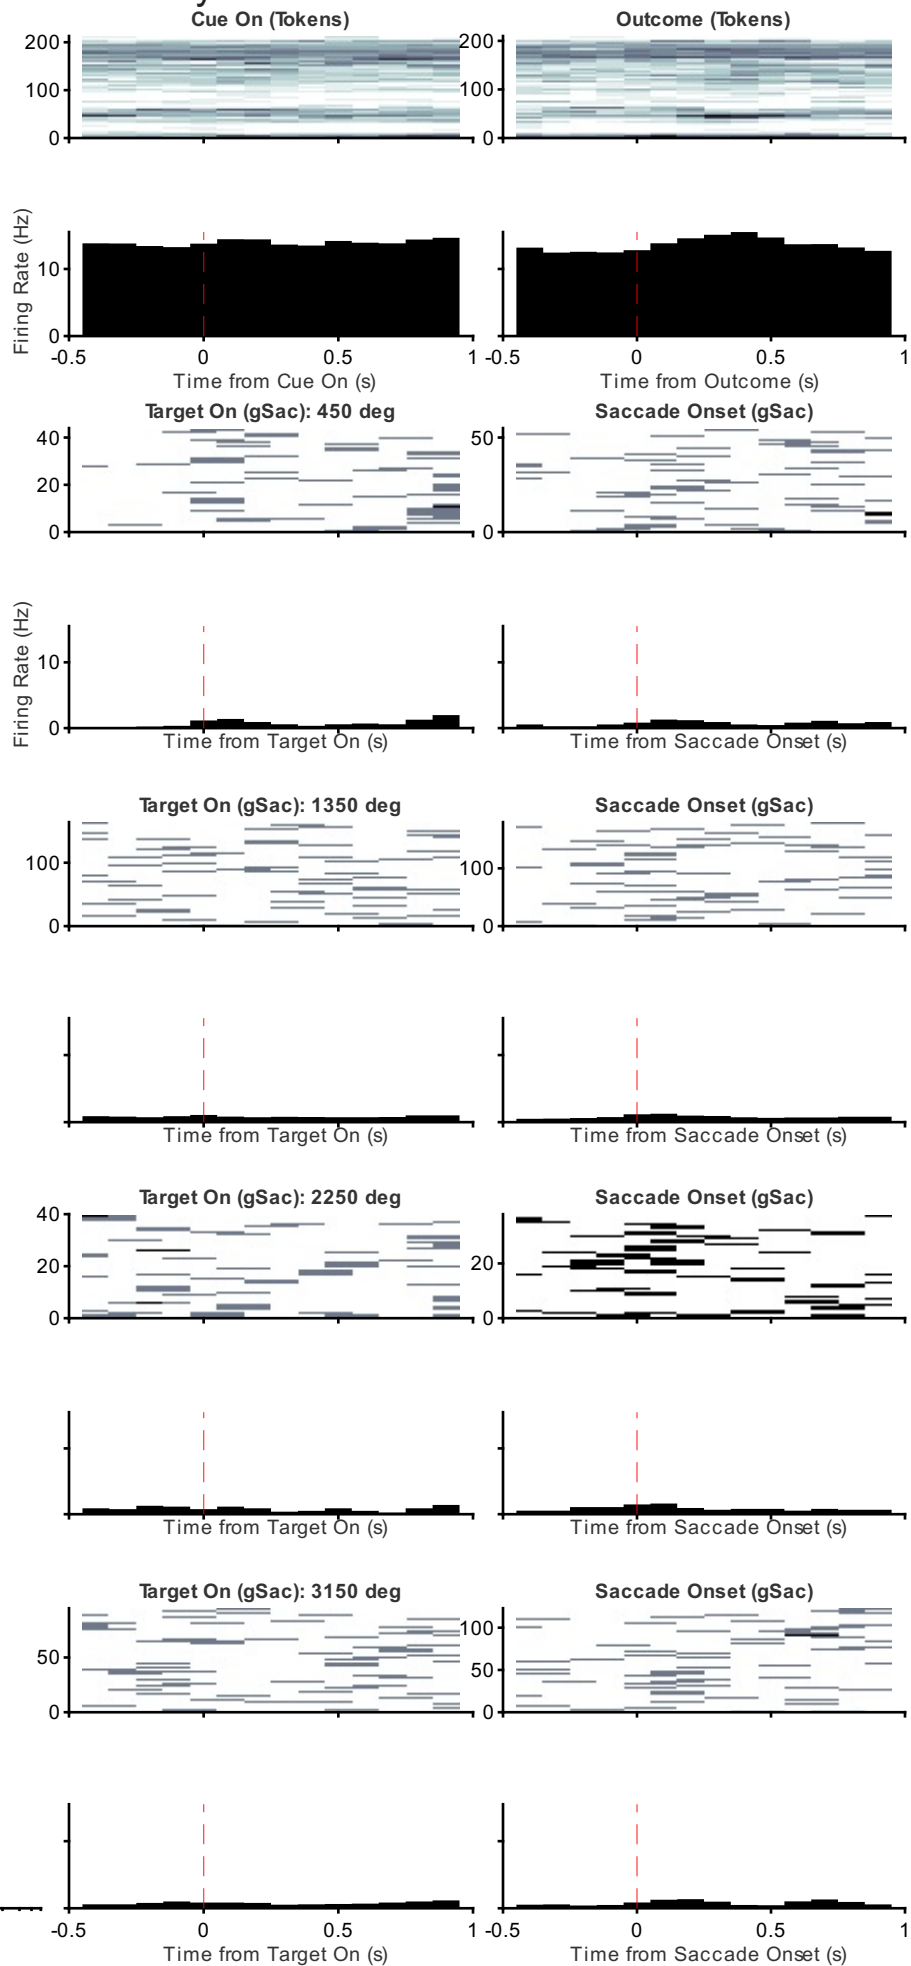 y
Cue On (Tokens) Outcome (Tokens)
200 200
100 100
0 0
Firing Rate (Hz)
10
0
-0.5 0 0.5 1 -0.5 0 0.5 1
Time from Cue On (s) Time from Outcome (s)
Target On (gSac): 450 deg Saccade Onset (gSac)
40 50
20
0 0
Firing Rate (Hz)
10
0
Time from Target On (s) Time from Saccade Onset (s)
Target On (gSac): 1350 deg Saccade Onset (gSac)
100 100
0 0
Time from Target On (s) Time from Saccade Onset (s)
Target On (gSac): 2250 deg Saccade Onset (gSac)
40
20 20
0 0
Time from Target On (s) Time from Saccade Onset (s)
Target On (gSac): 3150 deg Saccade Onset (gSac)
100
50 50
0 0
-0.5 0 0.5 1 -0.5 0 0.5 1
Time from Target On (s) Time from Saccade Onset (s)